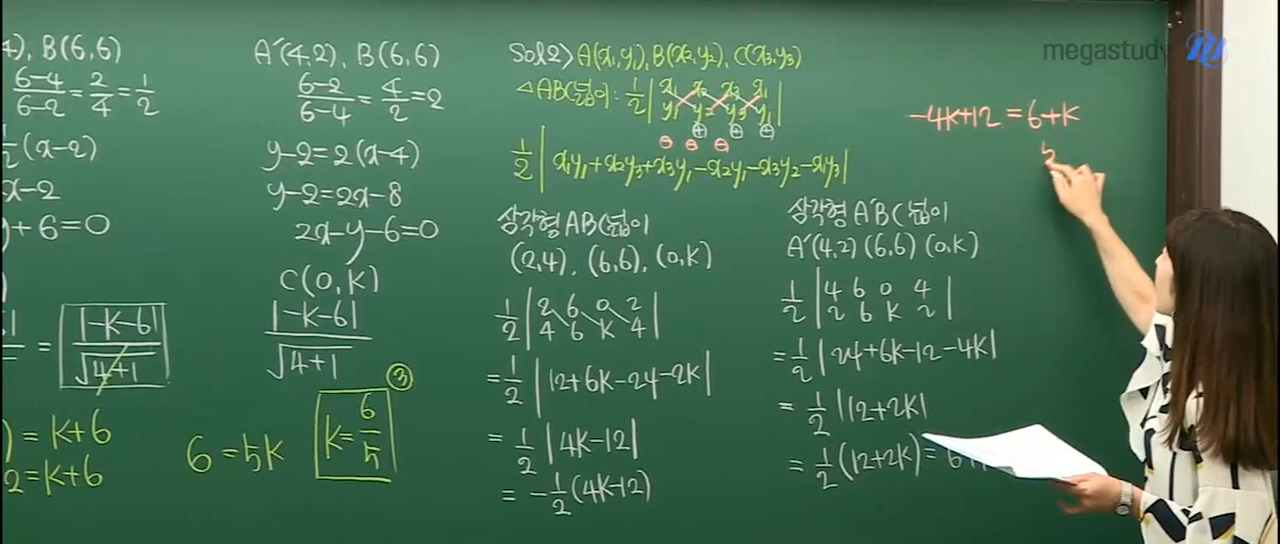 4), B(6,6)
6-4/6-2 = 2/4 = 1/2
1/2(x-2)
x-2
y+6=0
= |-k-6|/√4+1
) = k+6
2=k+6
A´(4,2), B(6,6)
6-2/6-4 = 4/2 = 2
y-2=2(x-4)
y-2=2x-8
2x-y-6=0
C(0,k)
|-k-6|/√4+1
6=5k
k=6/5
③
Sol2> A(x₁,y₁), B(x₂,y₂), C(x₃,y₃)
△ABC넓이: 1/2 | x₁ x₂ x₃ x₁
y₁ y₂ y₃ y₁ |
⊕ ⊕ ⊕
⊖ ⊖ ⊖
1/2 | x₁y₁+x₂y₃+x₃y₁-x₂y₁-x₃y₂-x₁y₃ |
삼각형 ABC넓이
(2,4), (6,6), (0,k)
1/2 | 2 6 0 2
4 6 k 4 |
= 1/2 |12+6k-24-2k|
= 1/2 |4k-12|
= -1/2 (4k-12)
삼각형 A´BC넓이
A´(4,2) (6,6) (0,k)
1/2 | 4 6 0 4
2 6 k 2 |
= 1/2 |24+6k-12-4k|
= 1/2 |12+2k|
= 1/2 (12+2k) = 6+
megastudy
-4k+12 = 6+k